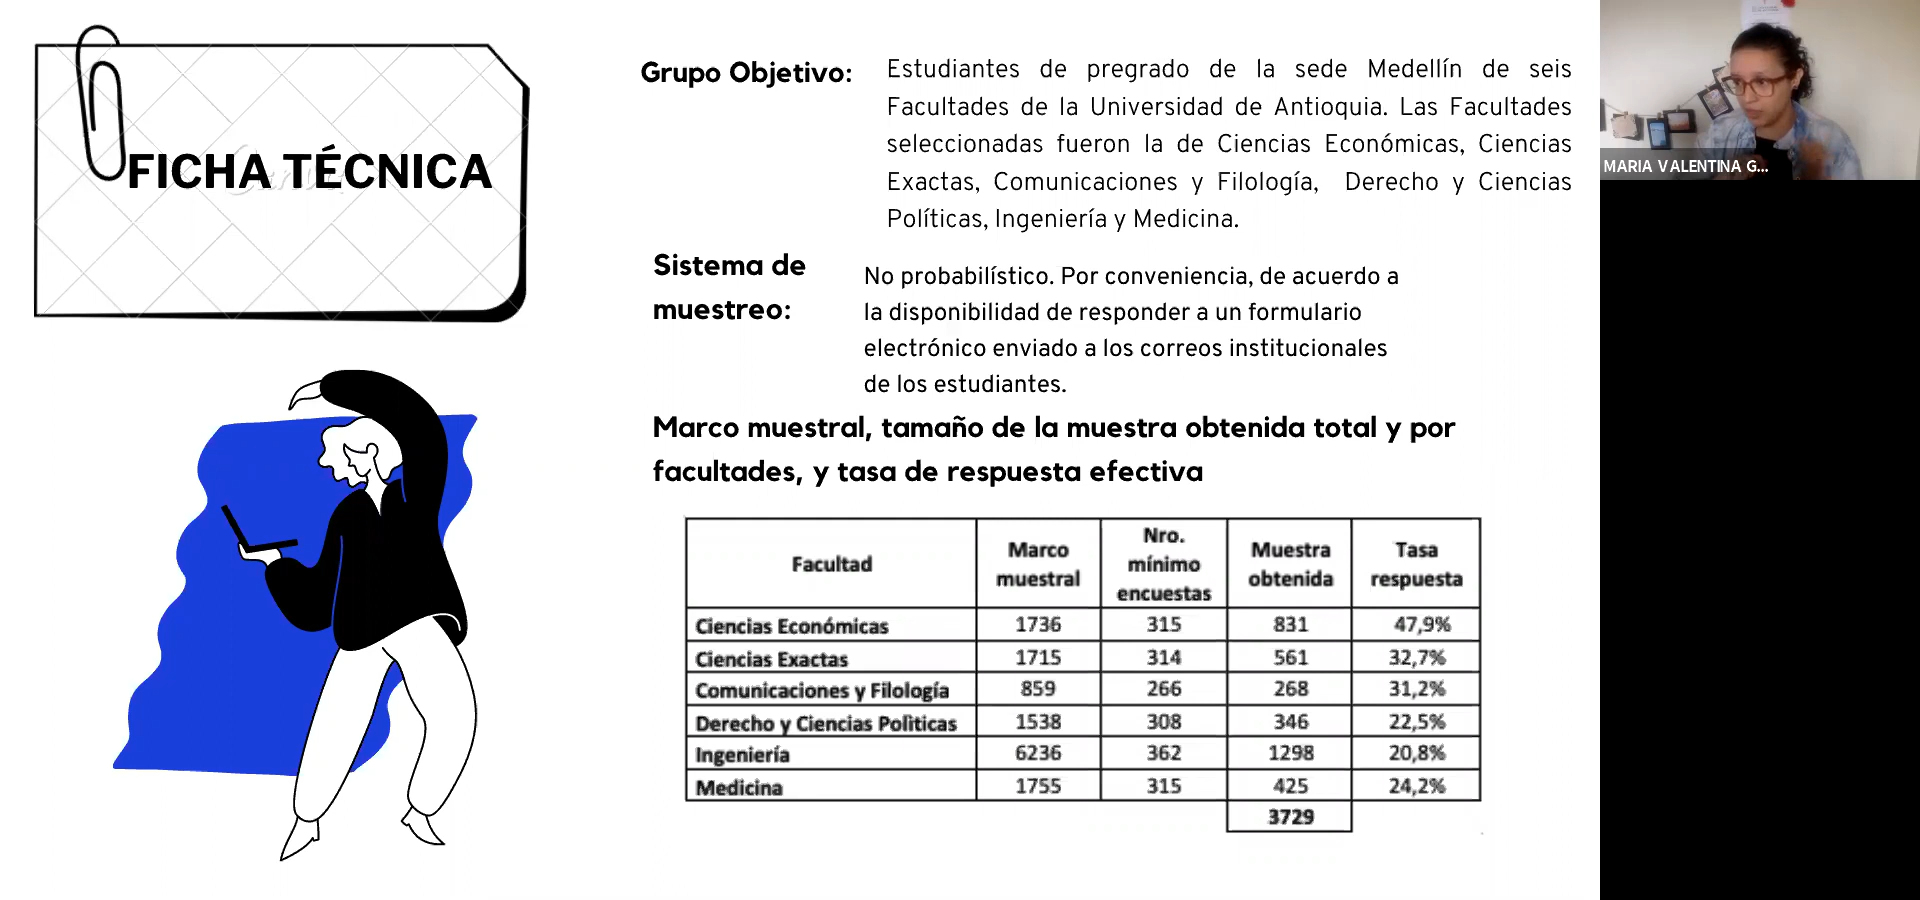 FICHA TÉCNICA
Grupo Objetivo:
Estudiantes de pregrado de la sede Medellín de seis
Facultades de la Universidad de Antioquia. Las Facultades
seleccionadas fueron la de Ciencias Económicas, Ciencias
Exactas, Comunicaciones y Filología, Derecho y Ciencias
Políticas, Ingeniería y Medicina.
Sistema de
muestreo:
No probabilístico. Por conveniencia, de acuerdo a
la disponibilidad de responder a un formulario
electrónico enviado a los correos institucionales
de los estudiantes.
Marco muestral, tamaño de la muestra obtenida total y por
facultades, y tasa de respuesta efectiva
Facultad Marco muestral Nro. mínimo encuestas Muestra obtenida Tasa respuesta
Ciencias Económicas 1736 315 831 47,9%
Ciencias Exactas 1715 314 561 32,7%
Comunicaciones y Filología 859 266 268 31,2%
Derecho y Ciencias Políticas 1538 308 346 22,5%
Ingeniería 6236 362 1298 20,8%
Medicina 1755 315 425 24,2%
3729
MARIA VALENTINA G...